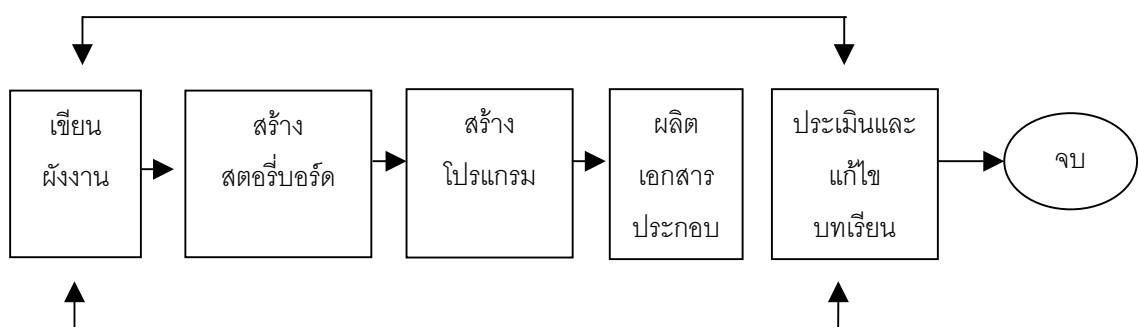 เขียน
ผังงาน
สร้าง
สตอรี่บอร์ด
สร้าง
โปรแกรม
ผลิต
เอกสาร
ประกอบ
ประเมินและ
แก้ไข
บทเรียน
จบ